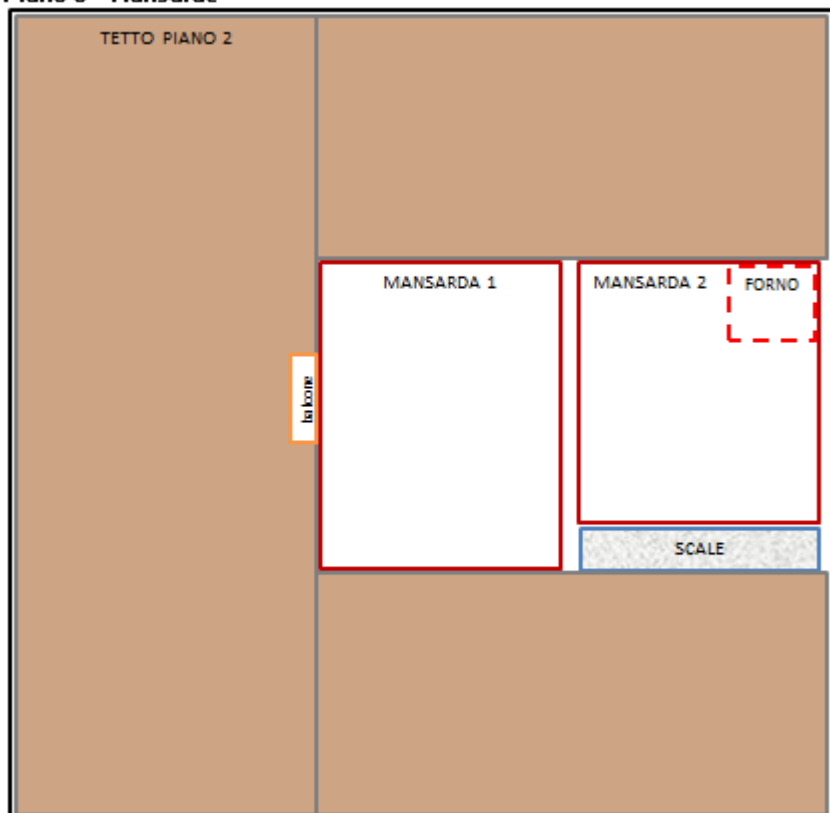 TETTO PIANO 2
MANSARDA 1
MANSARDA 2
FORNO
balcone
SCALE